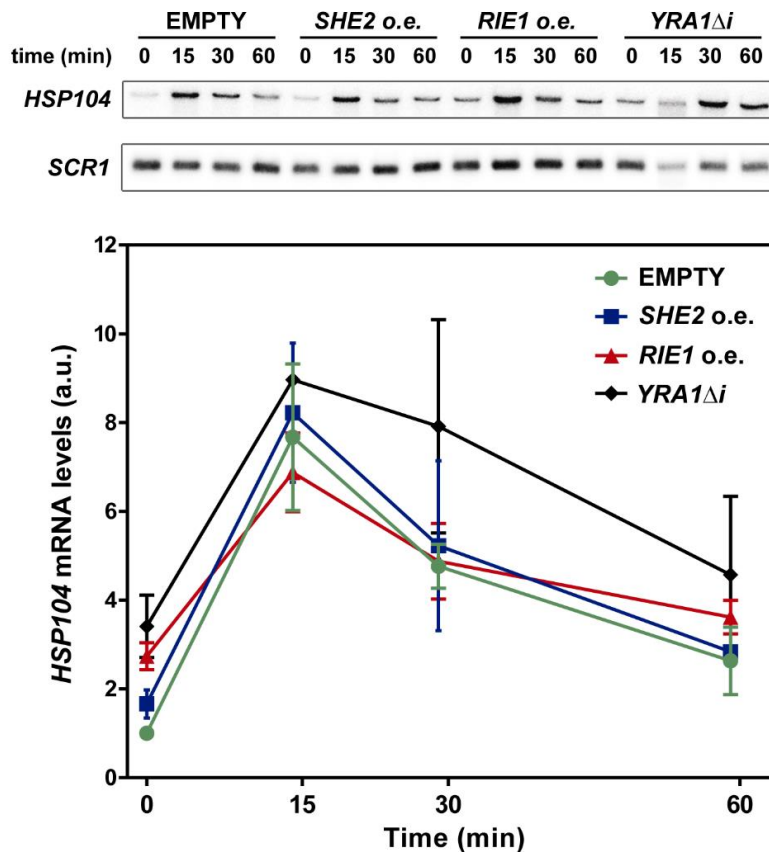 EMPTY SHE2 o.e. RIE1 o.e. YRA1Δi
time (min) 0 15 30 60 0 15 30 60 0 15 30 60 0 15 30 60
HSP104
SCR1
12
10
8
6
4
2
0
HSP104 mRNA levels (a.u.)
EMPTY
SHE2 o.e.
RIE1 o.e.
YRA1Δi
0 15 30 60
Time (min)